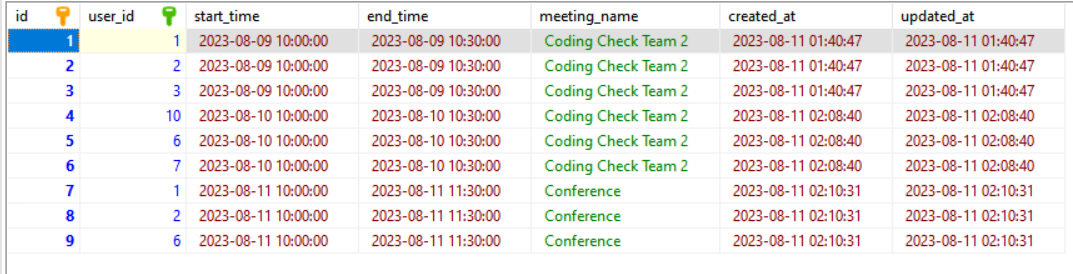 id user_id start_time end_time meeting_name created_at updated_at
1 1 2023-08-09 10:00:00 2023-08-09 10:30:00 Coding Check Team 2 2023-08-11 01:40:47 2023-08-11 01:40:47
2 2 2023-08-09 10:00:00 2023-08-09 10:30:00 Coding Check Team 2 2023-08-11 01:40:47 2023-08-11 01:40:47
3 3 2023-08-09 10:00:00 2023-08-09 10:30:00 Coding Check Team 2 2023-08-11 01:40:47 2023-08-11 01:40:47
4 10 2023-08-10 10:00:00 2023-08-10 10:30:00 Coding Check Team 2 2023-08-11 02:08:40 2023-08-11 02:08:40
5 6 2023-08-10 10:00:00 2023-08-10 10:30:00 Coding Check Team 2 2023-08-11 02:08:40 2023-08-11 02:08:40
6 7 2023-08-10 10:00:00 2023-08-10 10:30:00 Coding Check Team 2 2023-08-11 02:08:40 2023-08-11 02:08:40
7 1 2023-08-11 10:00:00 2023-08-11 11:30:00 Conference 2023-08-11 02:10:31 2023-08-11 02:10:31
8 2 2023-08-11 10:00:00 2023-08-11 11:30:00 Conference 2023-08-11 02:10:31 2023-08-11 02:10:31
9 6 2023-08-11 10:00:00 2023-08-11 11:30:00 Conference 2023-08-11 02:10:31 2023-08-11 02:10:31